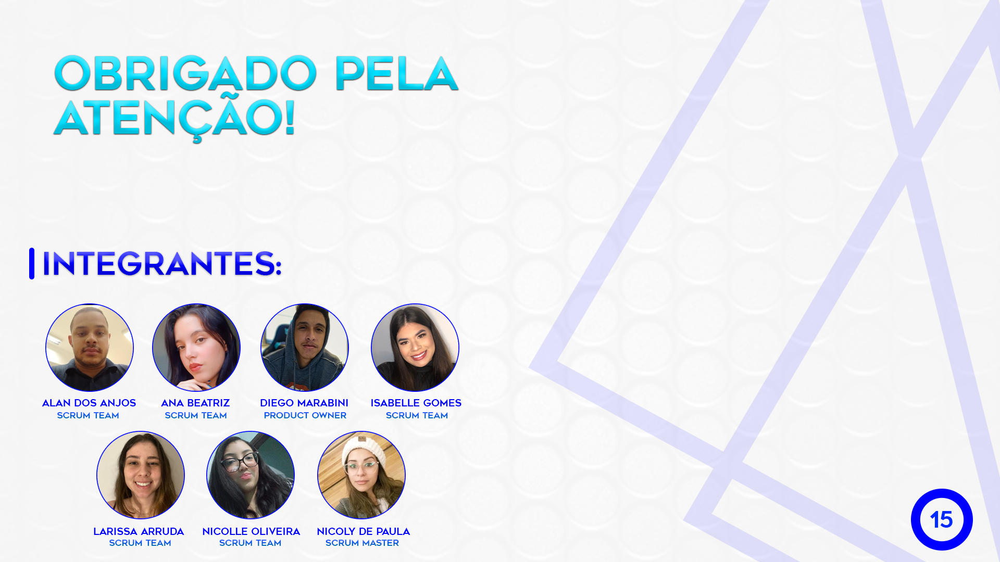 OBRIGADO PELA
ATENÇÃO!
INTEGRANTES:
ALAN DOS ANJOS
SCRUM TEAM
ANA BEATRIZ
SCRUM TEAM
DIEGO MARABINI
PRODUCT OWNER
ISABELLE GOMES
SCRUM TEAM
LARISSA ARRUDA
SCRUM TEAM
NICOLLE OLIVEIRA
SCRUM TEAM
NICOLY DE PAULA
SCRUM MASTER
15